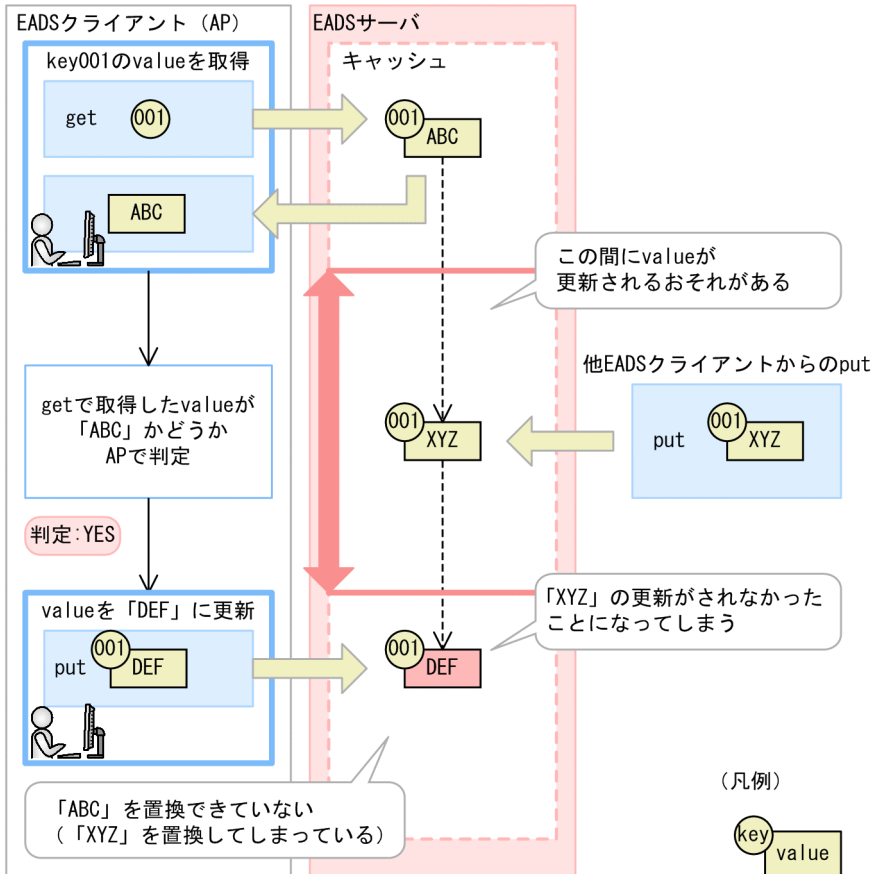 EADSクライアント（AP）
key001のvalueを取得
get
001
ABC
getで取得したvalueが
「ABC」かどうか
APで判定
判定:YES
valueを「DEF」に更新
put
001
DEF
「ABC」を置換できていない
（「XYZ」を置換してしまっている）
EADSサーバ
キャッシュ
001
ABC
001
XYZ
001
DEF
この間にvalueが
更新されるおそれがある
他EADSクライアントからのput
put
001
XYZ
「XYZ」の更新がされなかった
ことになってしまう
（凡例）
key
value